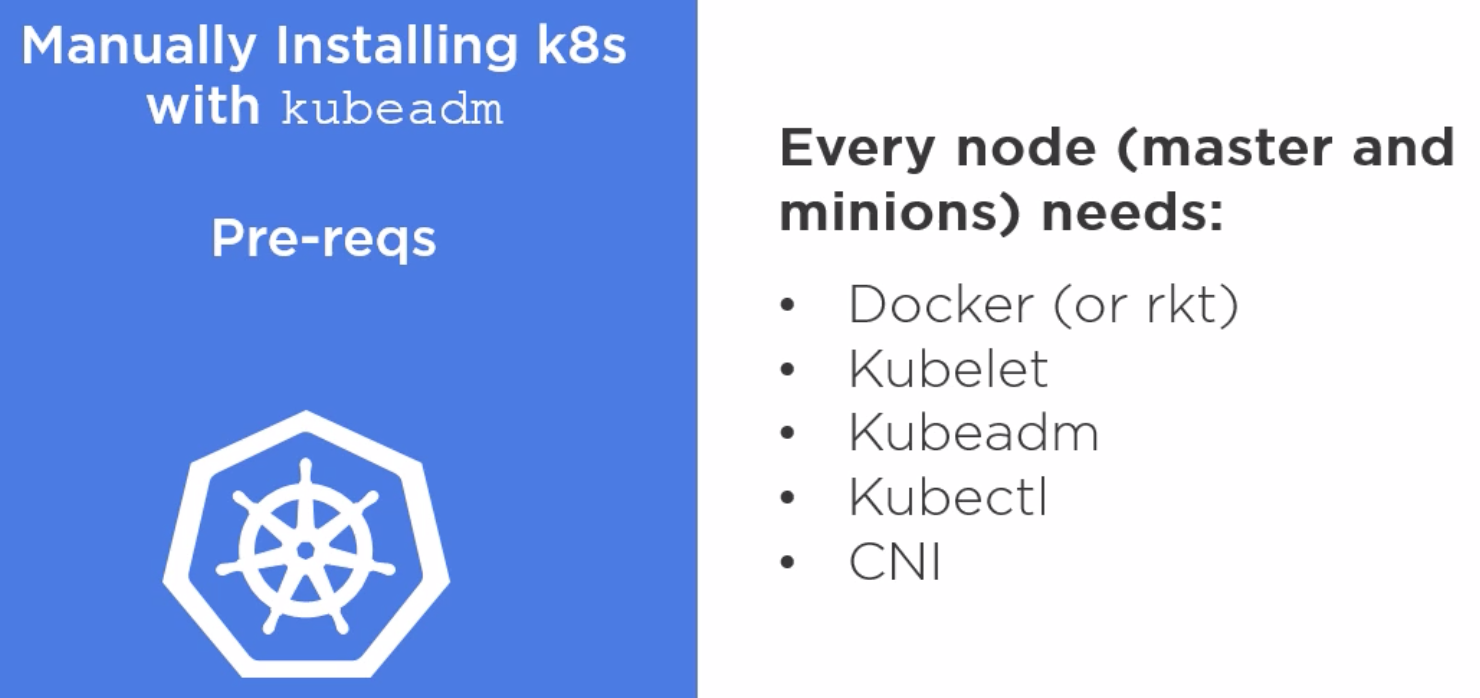 Manually Installing k8s
with kubeadm
Pre-reqs
Every node (master and
minions) needs:
• Docker (or rkt)
• Kubelet
• Kubeadm
• Kubectl
• CNI